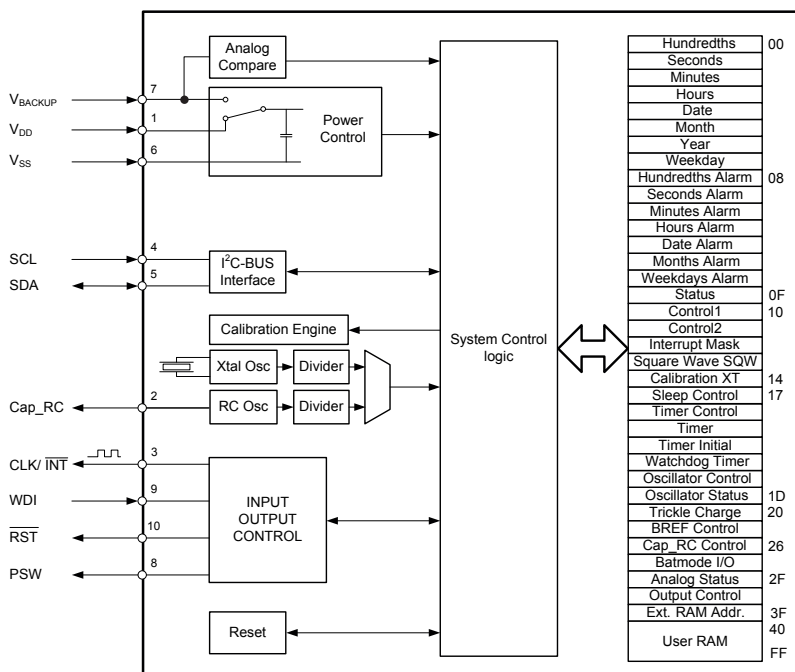 Analog
Compare
7
V_BACKUP
1
V_DD
Power
Control
6
V_SS
4
SCL
5
SDA
I²C-BUS
Interface
Calibration Engine
Xtal Osc
Divider
2
Cap_RC
RC Osc
Divider
3
CLK/ INT
9
WDI
10
RST
8
PSW
INPUT
OUTPUT
CONTROL
Reset
System Control
logic
Hundredths 00
Seconds
Minutes
Hours
Date
Month
Year
Weekday
Hundredths Alarm 08
Seconds Alarm
Minutes Alarm
Hours Alarm
Date Alarm
Months Alarm
Weekdays Alarm
Status 0F
Control1 10
Control2
Interrupt Mask
Square Wave SQW
Calibration XT 14
Sleep Control 17
Timer Control
Timer
Timer Initial
Watchdog Timer
Oscillator Control
Oscillator Status 1D
Trickle Charge 20
BREF Control
Cap_RC Control 26
Batmode I/O
Analog Status 2F
Output Control
Ext. RAM Addr. 3F
40
User RAM
FF